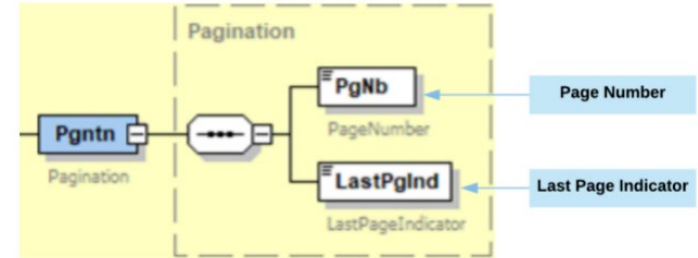 Pagination
PgNb
Page Number
PageNumber
Pgntn
Pagination
LastPgInd
Last Page Indicator
LastPageIndicator